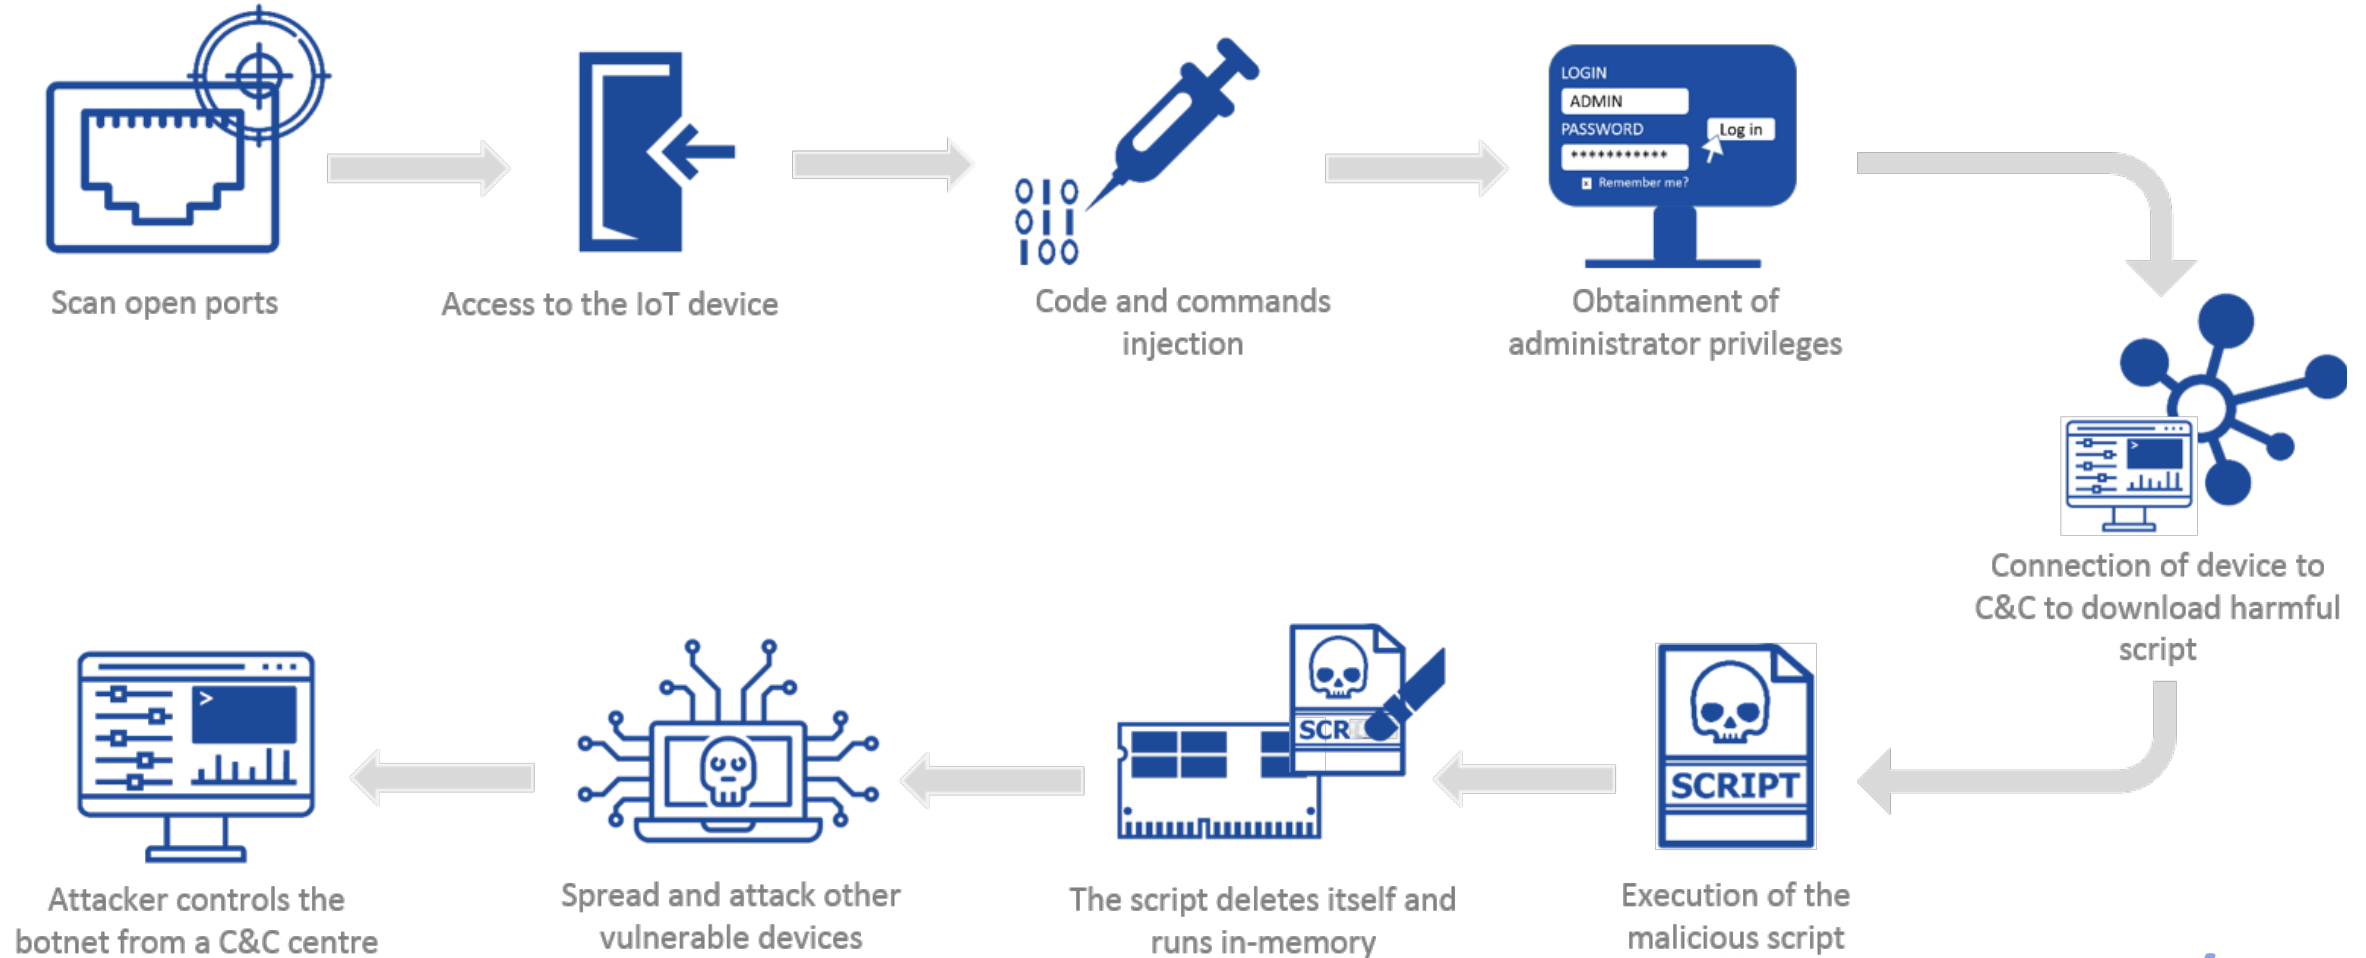 LOGIN
ADMIN
PASSWORD
Log in
***********
x Remember me?
010
011
100
Scan open ports
Access to the IoT device
Code and commands
injection
Obtainment of
administrator privileges
>
Connection of device to
C&C to download harmful
script
>
SCR
SCRIPT
Attacker controls the
botnet from a C&C centre
Spread and attack other
vulnerable devices
The script deletes itself and
runs in-memory
Execution of the
malicious script